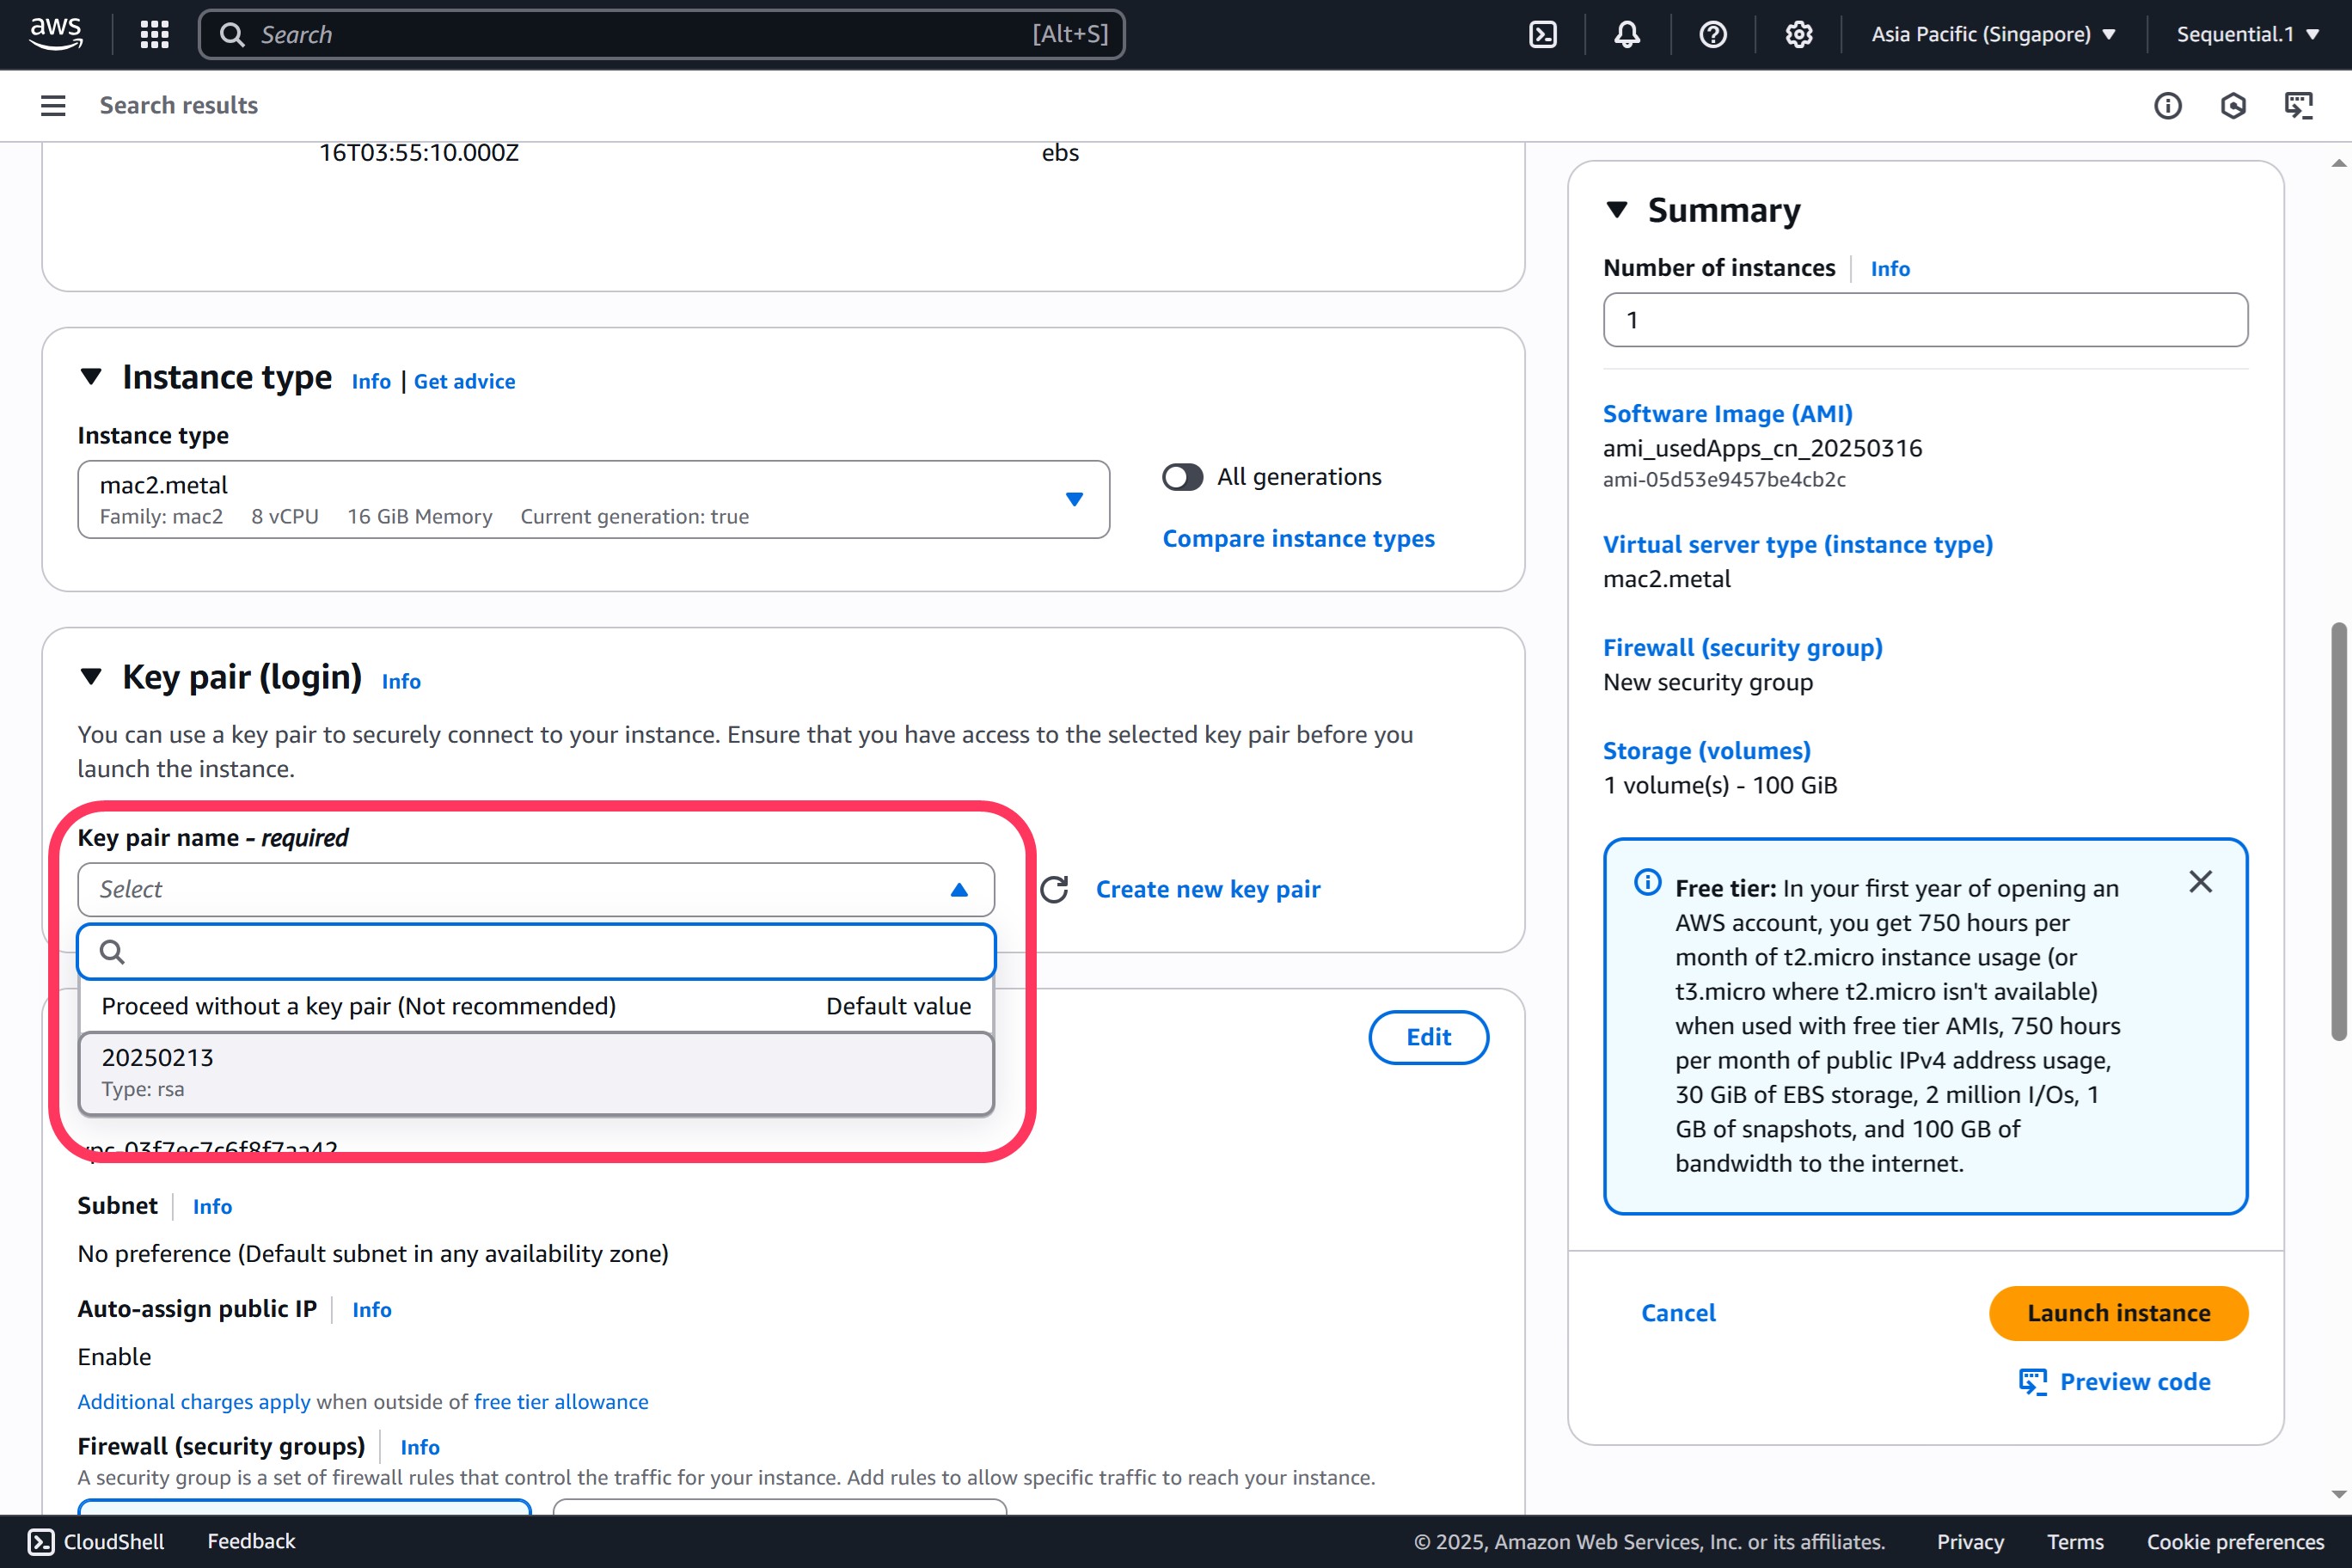 aws
Search [Alt+S]
Asia Pacific (Singapore)
Sequential.1
Search results
16T03:55:10.000Z
ebs
Instance type Info | Get advice
Instance type
mac2.metal
Family: mac2 8 vCPU 16 GiB Memory Current generation: true
All generations
Compare instance types
Key pair (login) Info
You can use a key pair to securely connect to your instance. Ensure that you have access to the selected key pair before you
launch the instance.
Key pair name - required
Select
Create new key pair
Proceed without a key pair (Not recommended) Default value
20250213
Type: rsa
Edit
vpc-03f7ec7c6f8f7aa42
Subnet Info
No preference (Default subnet in any availability zone)
Auto-assign public IP Info
Enable
Additional charges apply when outside of free tier allowance
Firewall (security groups) Info
A security group is a set of firewall rules that control the traffic for your instance. Add rules to allow specific traffic to reach your instance.
Summary
Number of instances Info
1
Software Image (AMI)
ami_usedApps_cn_20250316
ami-05d53e9457be4cb2c
Virtual server type (instance type)
mac2.metal
Firewall (security group)
New security group
Storage (volumes)
1 volume(s) - 100 GiB
Free tier: In your first year of opening an
AWS account, you get 750 hours per
month of t2.micro instance usage (or
t3.micro where t2.micro isn't available)
when used with free tier AMIs, 750 hours
per month of public IPv4 address usage,
30 GiB of EBS storage, 2 million I/Os, 1
GB of snapshots, and 100 GB of
bandwidth to the internet.
Cancel
Launch instance
Preview code
CloudShell Feedback
© 2025, Amazon Web Services, Inc. or its affiliates. Privacy Terms Cookie preferences